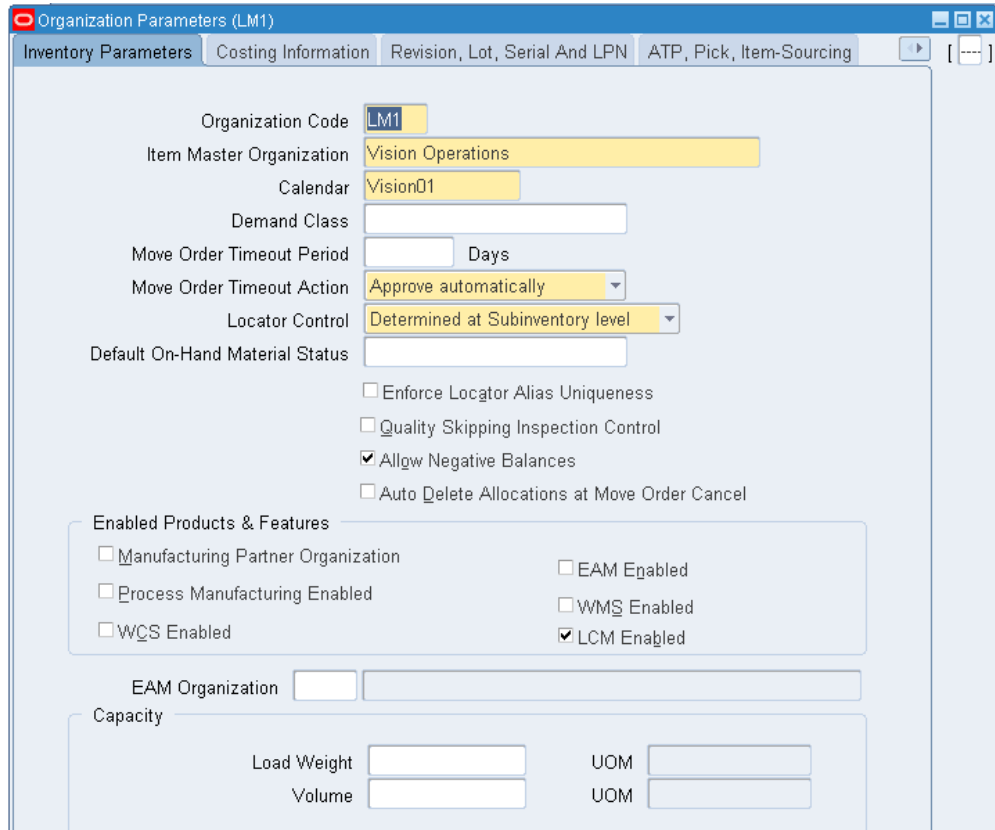 Organization Parameters (LM1)
Inventory Parameters Costing Information Revision, Lot, Serial And LPN ATP, Pick, Item-Sourcing [ ---- ]
Organization Code LM1
Item Master Organization Vision Operations
Calendar Vision01
Demand Class
Move Order Timeout Period Days
Move Order Timeout Action Approve automatically
Locator Control Determined at Subinventory level
Default On-Hand Material Status
Enforce Locator Alias Uniqueness
Quality Skipping Inspection Control
Allow Negative Balances
Auto Delete Allocations at Move Order Cancel
Enabled Products & Features
Manufacturing Partner Organization
EAM Enabled
Process Manufacturing Enabled
WMS Enabled
WCS Enabled
LCM Enabled
EAM Organization
Capacity
Load Weight UOM
Volume UOM